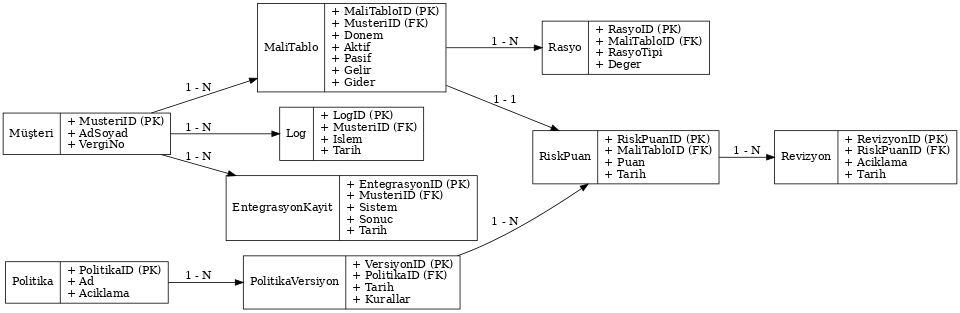 Müşteri
+ MusteriID (PK)
+ AdSoyad
+ VergiNo
1 - N
1 - N
1 - N
MaliTablo
+ MaliTabloID (PK)
+ MusteriID (FK)
+ Donem
+ Aktif
+ Pasif
+ Gelir
+ Gider
1 - N
1 - 1
Log
+ LogID (PK)
+ MusteriID (FK)
+ Islem
+ Tarih
EntegrasyonKayit
+ EntegrasyonID (PK)
+ MusteriID (FK)
+ Sistem
+ Sonuc
+ Tarih
Rasyo
+ RasyoID (PK)
+ MaliTabloID (FK)
+ RasyoTipi
+ Deger
RiskPuan
+ RiskPuanID (PK)
+ MaliTabloID (FK)
+ Puan
+ Tarih
1 - N
Revizyon
+ RevizyonID (PK)
+ RiskPuanID (FK)
+ Aciklama
+ Tarih
Politika
+ PolitikaID (PK)
+ Ad
+ Aciklama
1 - N
PolitikaVersiyon
+ VersiyonID (PK)
+ PolitikaID (FK)
+ Tarih
+ Kurallar
1 - N